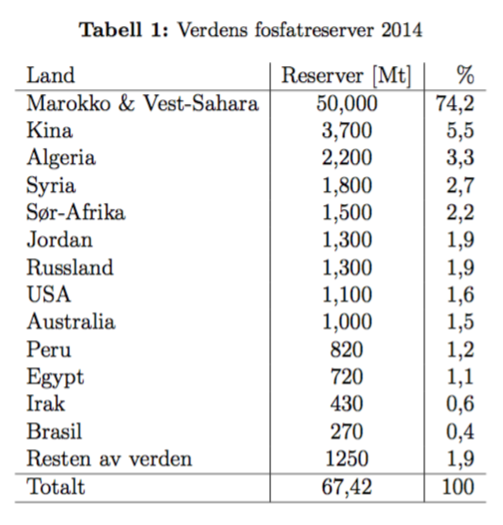 Tabell 1: Verdens fosfatreserver 2014
Land Reserver [Mt] %
Marokko & Vest-Sahara 50,000 74,2
Kina 3,700 5,5
Algeria 2,200 3,3
Syria 1,800 2,7
Sør-Afrika 1,500 2,2
Jordan 1,300 1,9
Russland 1,300 1,9
USA 1,100 1,6
Australia 1,000 1,5
Peru 820 1,2
Egypt 720 1,1
Irak 430 0,6
Brasil 270 0,4
Resten av verden 1250 1,9
Totalt 67,42 100